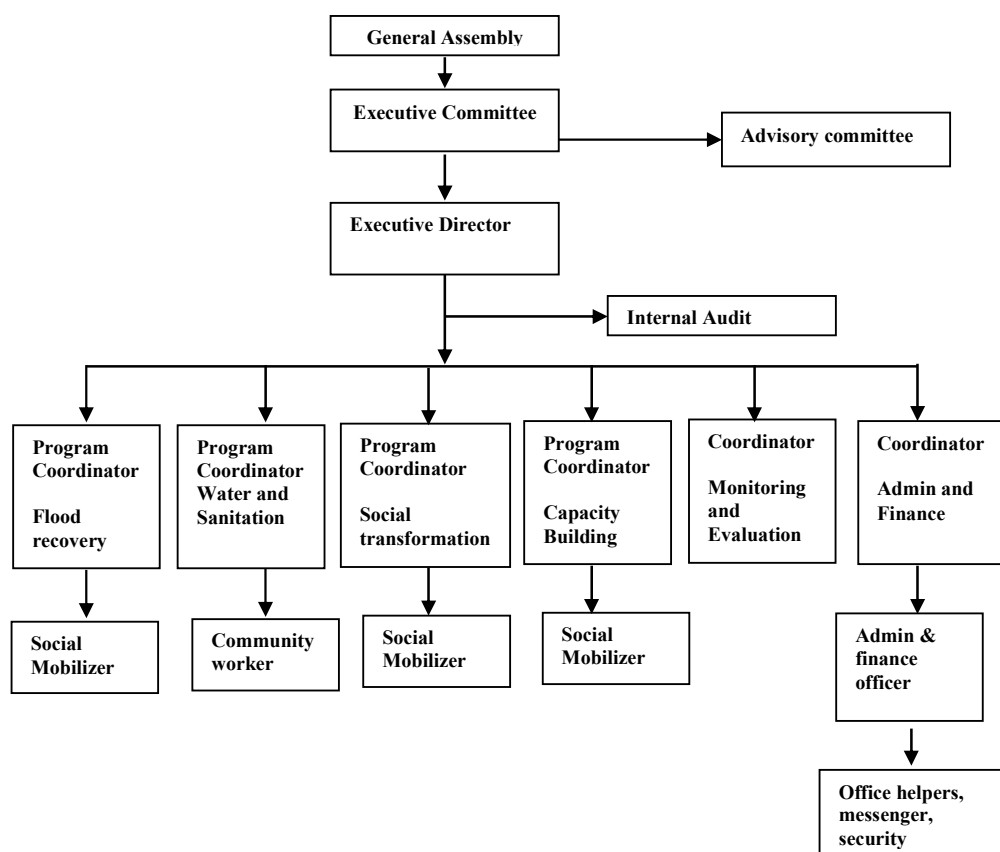 General Assembly
Executive Committee
Advisory committee
Executive Director
Internal Audit
Program
Coordinator
Flood
recovery
Program
Coordinator
Water and
Sanitation
Program
Coordinator
Social
transformation
Program
Coordinator
Capacity
Building
Coordinator
Monitoring
and
Evaluation
Coordinator
Admin and
Finance
Social
Mobilizer
Community
worker
Social
Mobilizer
Social
Mobilizer
Admin &
finance
officer
Office helpers,
messenger,
security